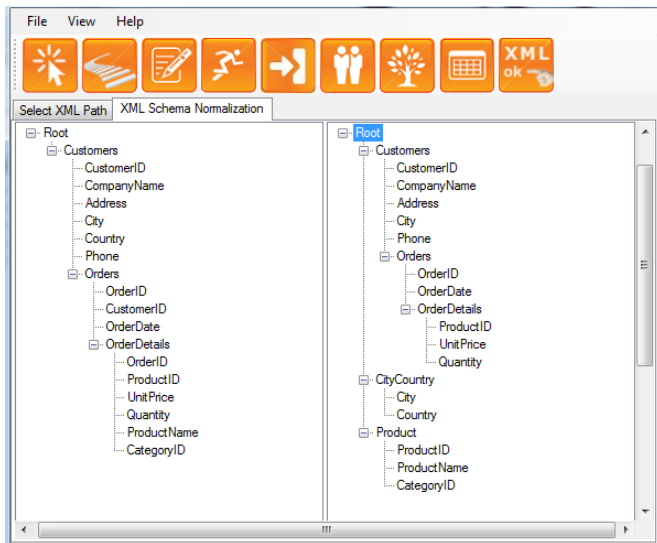 File View Help
XML
ok
Select XML Path XML Schema Normalization
Root
Customers
CustomerID
CompanyName
Address
City
Country
Phone
Orders
OrderID
CustomerID
OrderDate
OrderDetails
OrderID
ProductID
UnitPrice
Quantity
ProductName
CategoryID
Root
Customers
CustomerID
CompanyName
Address
City
Phone
Orders
OrderID
OrderDate
OrderDetails
ProductID
UnitPrice
Quantity
CityCountry
City
Country
Product
ProductID
ProductName
CategoryID